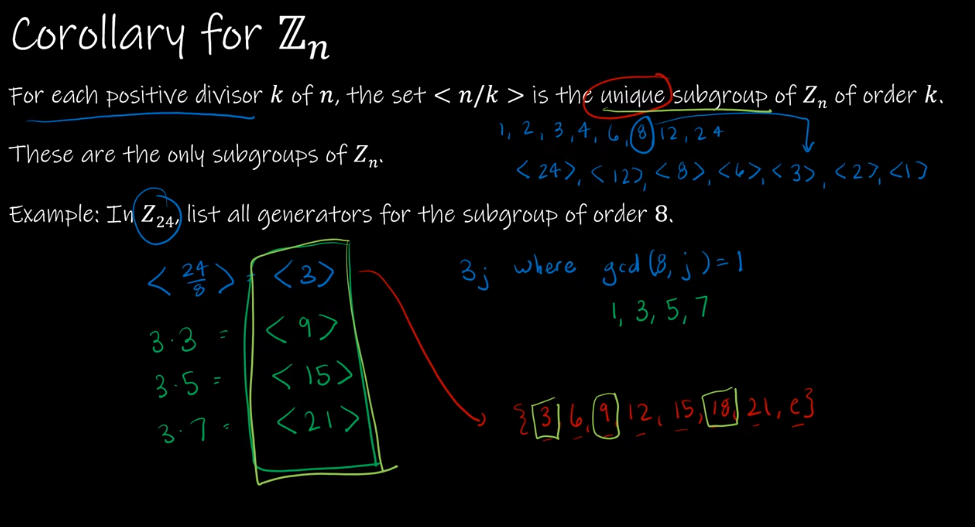 Corollary for ℤn
For each positive divisor k of n, the set < n/k > is the unique subgroup of Zn of order k.
1, 2, 3, 4, 6, 8, 12, 24
These are the only subgroups of Zn.
<24>, <12>, <8>, <6>, <3>, <2>, <1>
Example: In Z24, list all generators for the subgroup of order 8.
< 24/8 > = < 3 >
3j where gcd(8, j) = 1
1, 3, 5, 7
3·3 = < 9 >
3·5 = < 15 >
3·7 = < 21 >
{3, 6, 9, 12, 15, 18, 21, e}